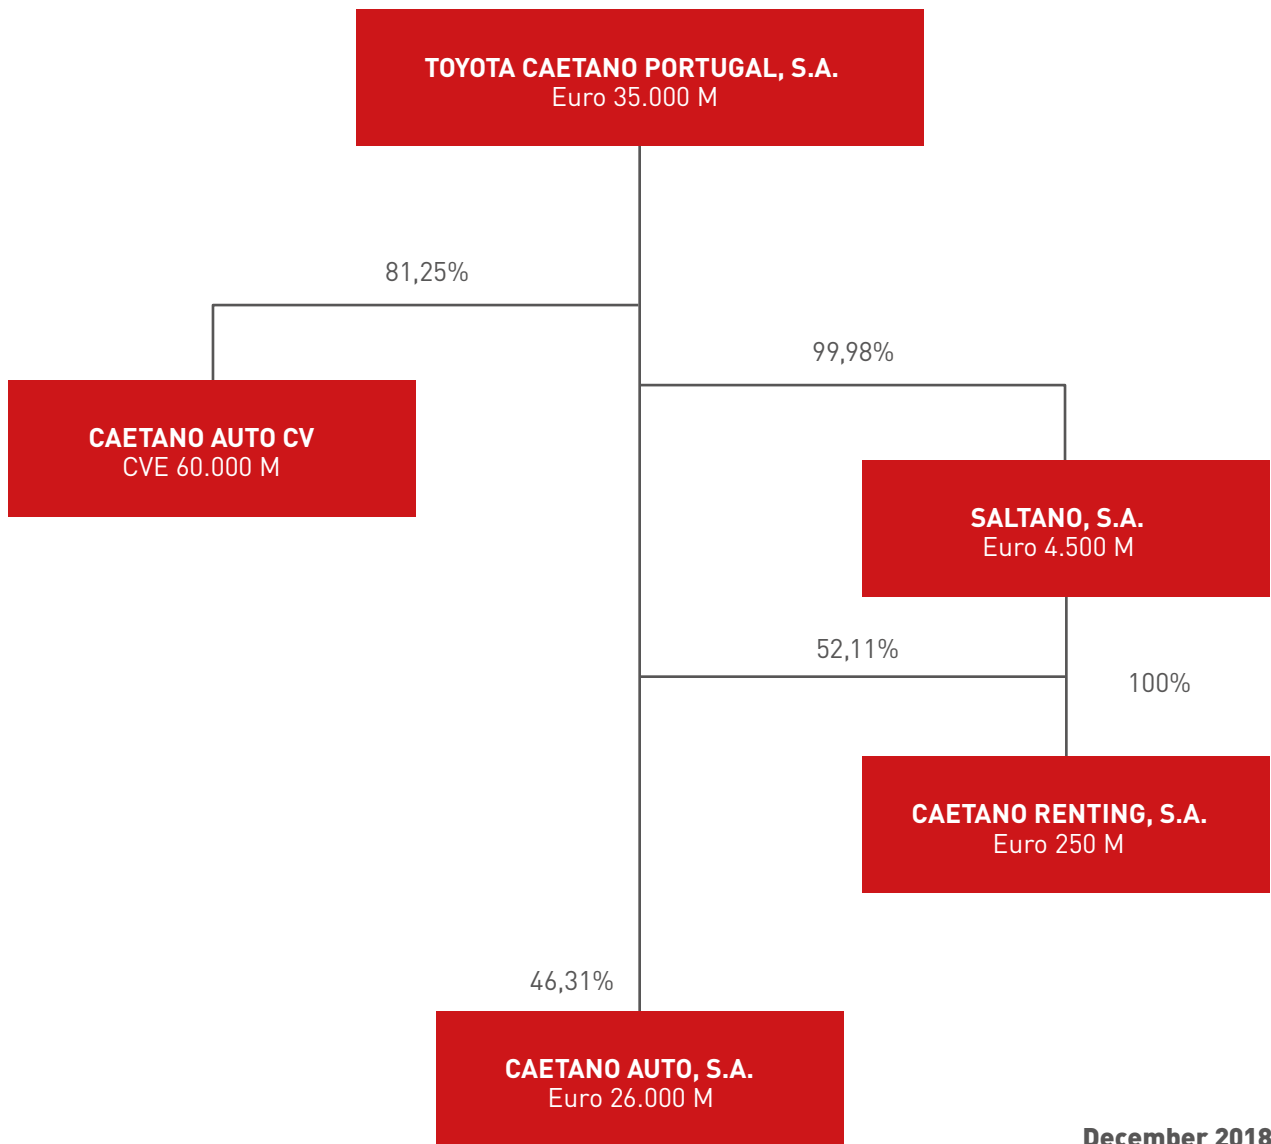 TOYOTA CAETANO PORTUGAL, S.A.
Euro 35.000 M
81,25%
99,98%
CAETANO AUTO CV
CVE 60.000 M
SALTANO, S.A.
Euro 4.500 M
52,11%
100%
CAETANO RENTING, S.A.
Euro 250 M
46,31%
CAETANO AUTO, S.A.
Euro 26.000 M
December 2018